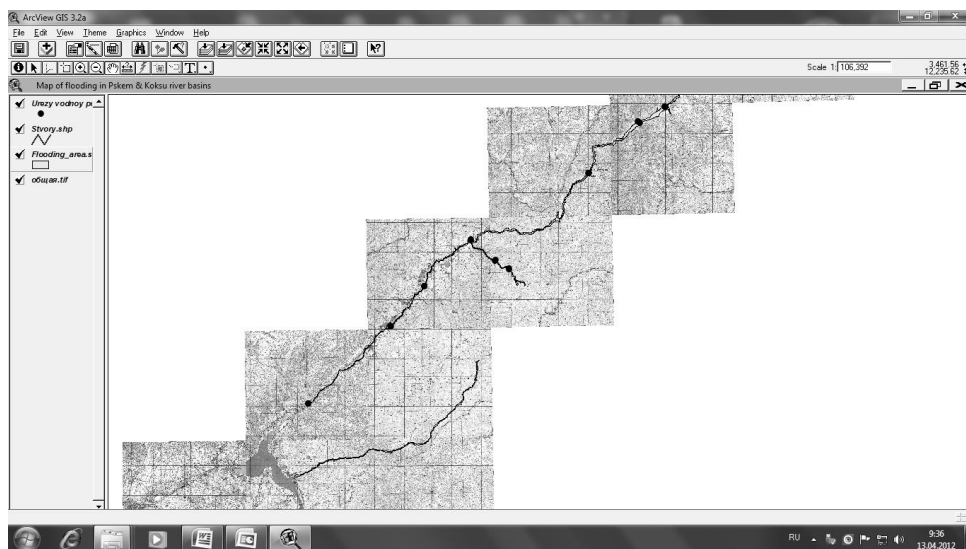 ArcView GIS 3.2a
File Edit View Theme Graphics Window Help
Scale 1: 106,392
3,461.56
12,235.62
Map of flooding in Pskem & Koksu river basins
Urezy vodnoy p
Stvory.shp
Flooding_area.s
общая.tif
RU
9:36
13.04.2012